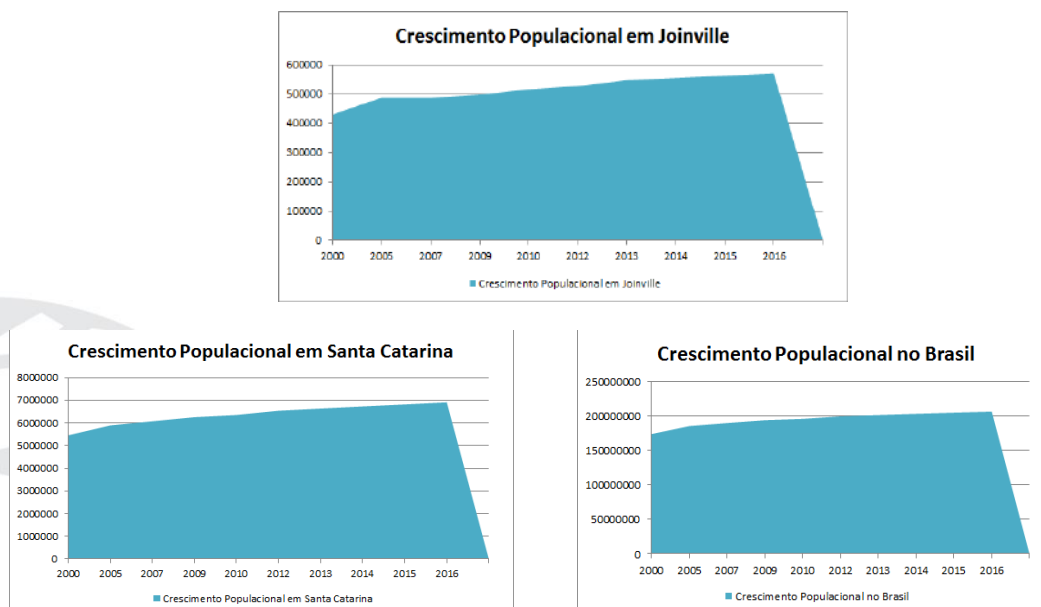 Crescimento Populacional em Joinville
600000
500000
400000
300000
200000
100000
0
2000 2005 2007 2009 2010 2012 2013 2014 2015 2016
Crescimento Populacional em Joinville
Crescimento Populacional em Santa Catarina
8000000
7000000
6000000
5000000
4000000
3000000
2000000
1000000
0
2000 2005 2007 2009 2010 2012 2013 2014 2015 2016
Crescimento Populacional em Santa Catarina
Crescimento Populacional no Brasil
250000000
200000000
150000000
100000000
50000000
0
2000 2005 2007 2009 2010 2012 2013 2014 2015 2016
Crescimento Populacional no Brasil